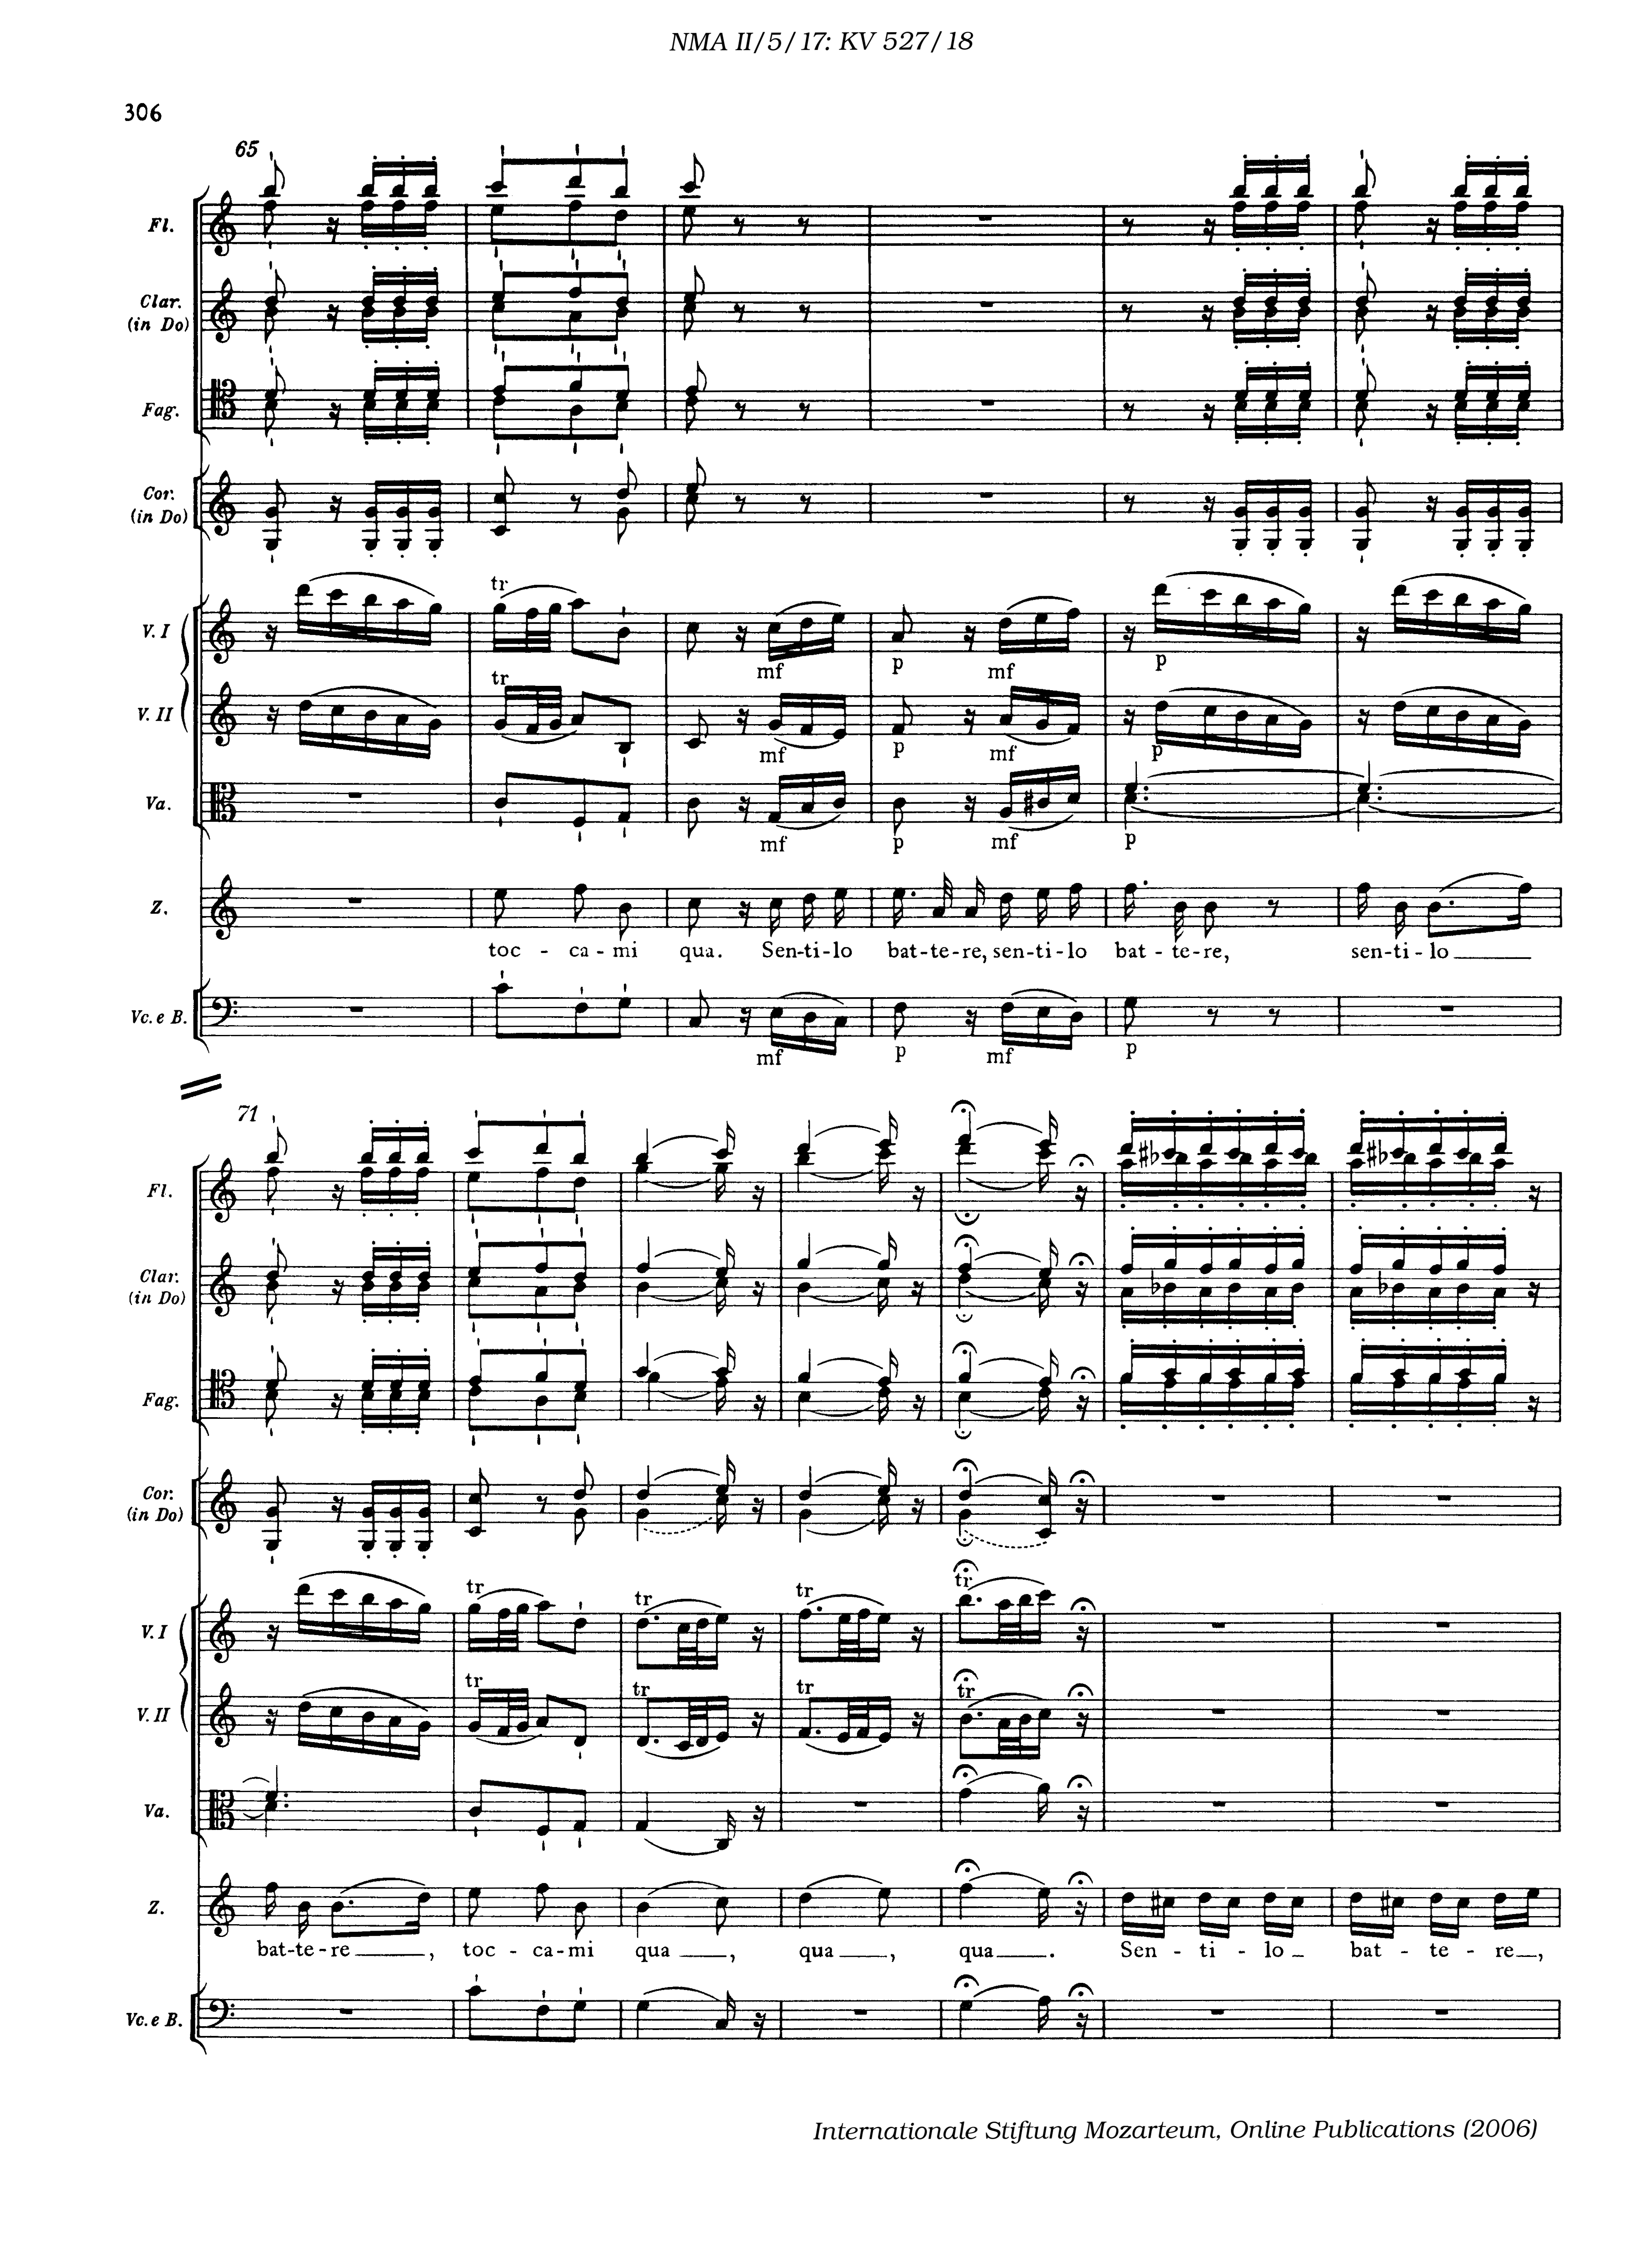 NMA II/5/17: KV 527/18
306
65
Fl.
Clar.
(in Do)
Fag.
Cor.
(in Do)
tr
V. I
mf p mf p
tr
V. II
mf p mf p
Va.
mf p mf p
Z.
toc - ca - mi qua. Sen-ti-lo bat-te-re, sen-ti-lo bat - te-re, sen-ti-lo
Vc. e B.
mf p mf p
71
Fl.
Clar.
(in Do)
Fag.
Cor.
(in Do)
tr tr tr tr
V. I
tr tr tr tr
V. II
Va.
Z.
bat-te-re, toc - ca-mi qua, qua, qua. Sen - ti - lo bat - te - re,
Vc. e B.
Internationale Stiftung Mozarteum, Online Publications (2006)